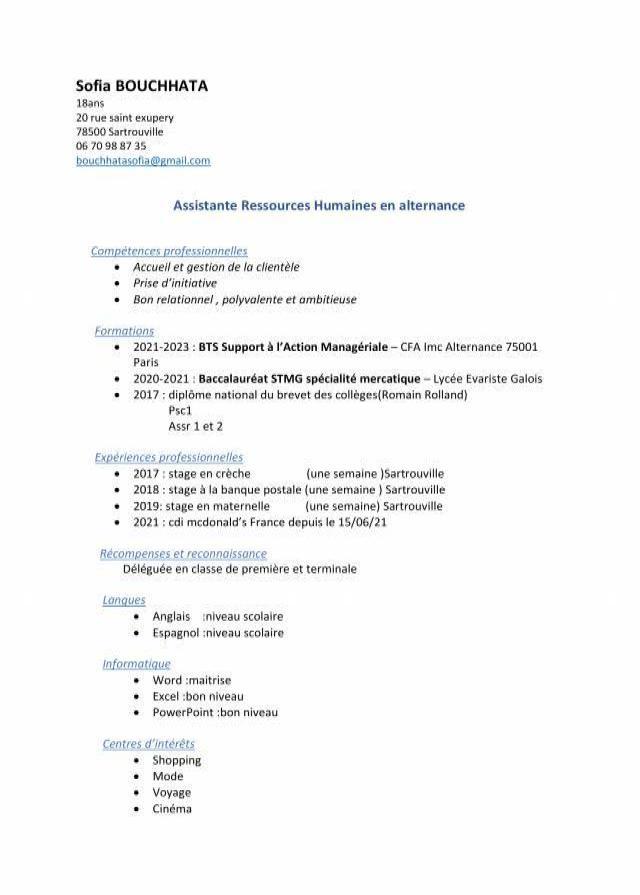 Sofia BOUCHHATA
18ans
20 rue saint exupery
78500 Sartrouville
06 70 98 87 35
bouchhatasofia@gmail.com
Assistante Ressources Humaines en alternance
Compétences professionnelles
• Accueil et gestion de la clientèle
• Prise d'initiative
• Bon relationnel , polyvalente et ambitieuse
Formations
• 2021-2023 : BTS Support à l'Action Managériale – CFA Imc Alternance 75001
Paris
• 2020-2021 : Baccalauréat STMG spécialité mercatique – Lycée Evariste Galois
• 2017 : diplôme national du brevet des collèges(Romain Rolland)
Psc1
Assr 1 et 2
Expériences professionnelles
• 2017 : stage en crèche (une semaine )Sartrouville
• 2018 : stage à la banque postale (une semaine ) Sartrouville
• 2019: stage en maternelle (une semaine) Sartrouville
• 2021 : cdi mcdonald's France depuis le 15/06/21
Récompenses et reconnaissance
Déléguée en classe de première et terminale
Langues
• Anglais :niveau scolaire
• Espagnol :niveau scolaire
Informatique
• Word :maitrise
• Excel :bon niveau
• PowerPoint :bon niveau
Centres d'intérêts
• Shopping
• Mode
• Voyage
• Cinéma